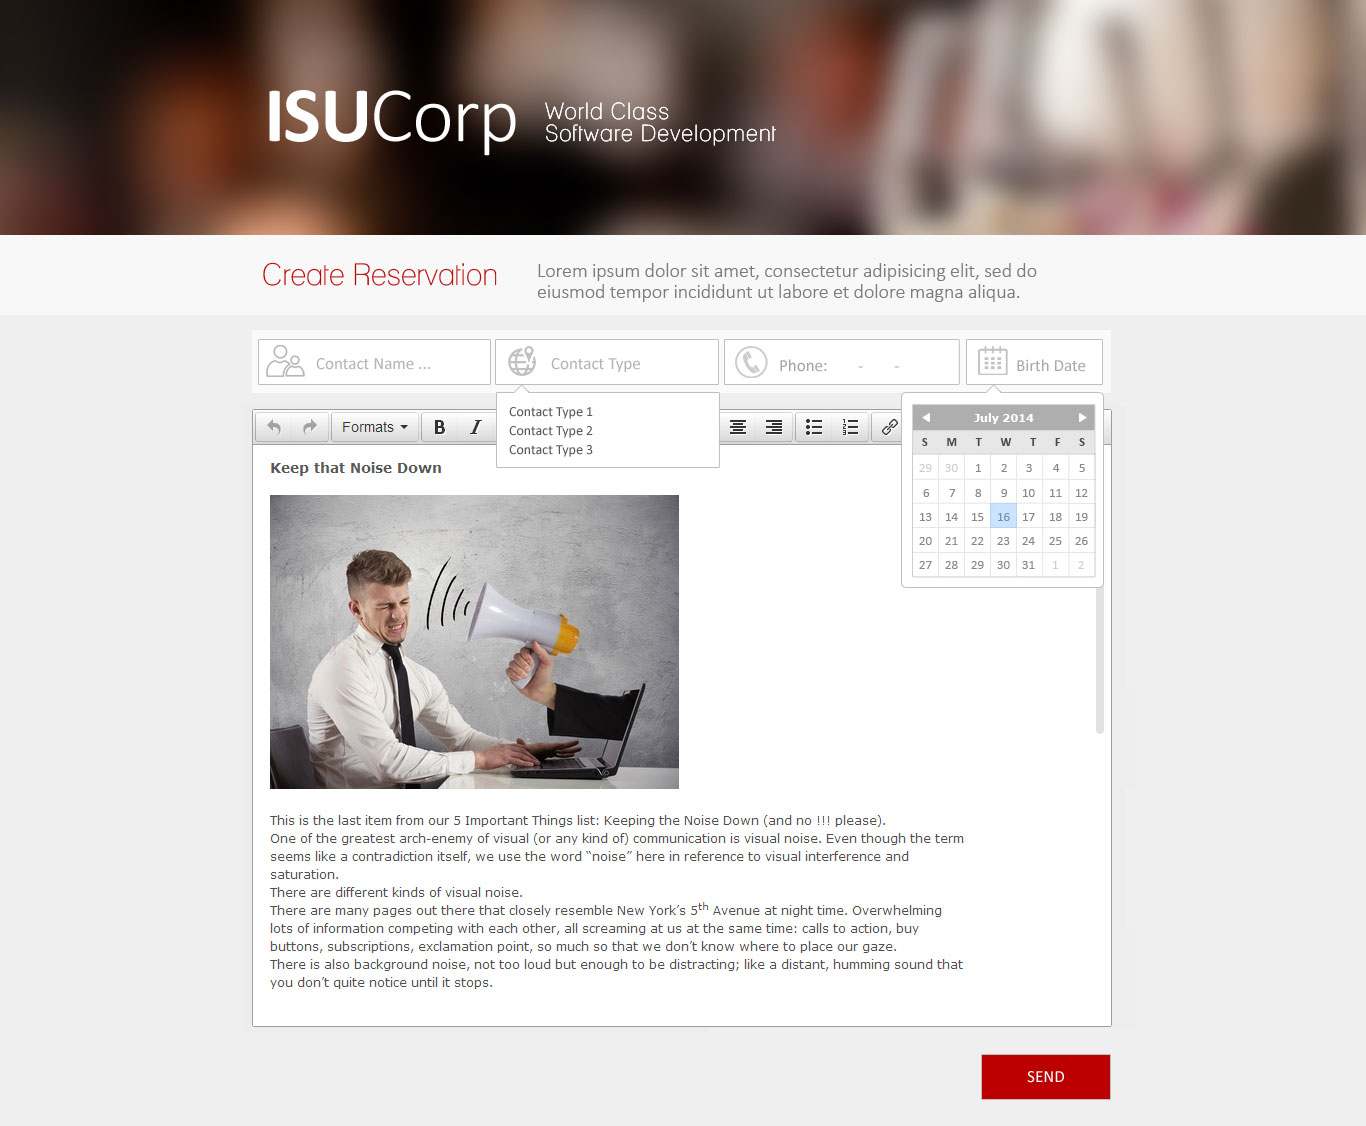 ISUCorp
World Class
Software Development
Create Reservation
Lorem ipsum dolor sit amet, consectetur adipisicing elit, sed do
eiusmod tempor incididunt ut labore et dolore magna aliqua.
Contact Name ...
Contact Type
Phone: - -
Birth Date
Contact Type 1
Contact Type 2
Contact Type 3
Formats
B I
July 2014
S M T W T F S
29 30 1 2 3 4 5
6 7 8 9 10 11 12
13 14 15 16 17 18 19
20 21 22 23 24 25 26
27 28 29 30 31 1 2
Keep that Noise Down
This is the last item from our 5 Important Things list: Keeping the Noise Down (and no !!! please).
One of the greatest arch-enemy of visual (or any kind of) communication is visual noise. Even though the term
seems like a contradiction itself, we use the word “noise” here in reference to visual interference and
saturation.
There are different kinds of visual noise.
There are many pages out there that closely resemble New York’s 5th Avenue at night time. Overwhelming
lots of information competing with each other, all screaming at us at the same time: calls to action, buy
buttons, subscriptions, exclamation point, so much so that we don’t know where to place our gaze.
There is also background noise, not too loud but enough to be distracting; like a distant, humming sound that
you don’t quite notice until it stops.
SEND